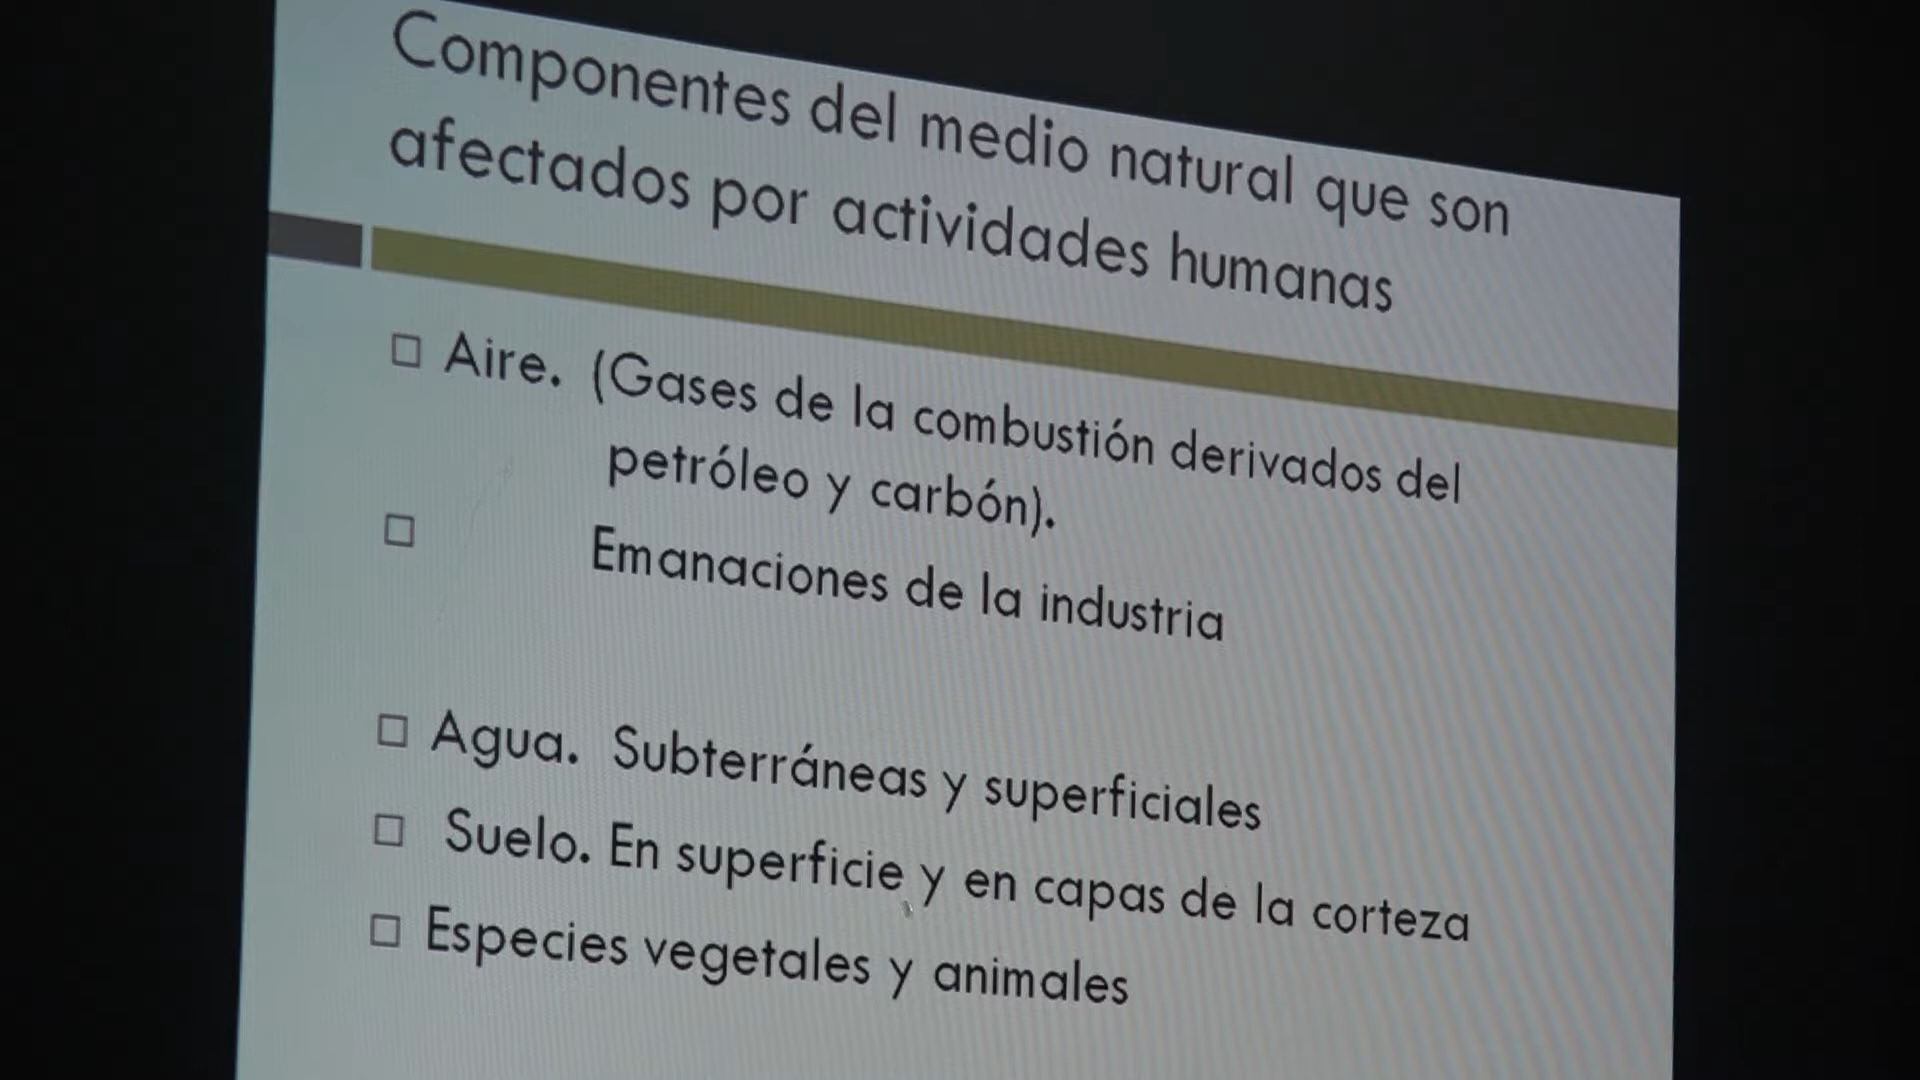 Componentes del medio natural que son
afectados por actividades humanas
Aire. (Gases de la combustión derivados del
petróleo y carbón).
Emanaciones de la industria
Agua. Subterráneas y superficiales
Suelo. En superficie y en capas de la corteza
Especies vegetales y animales